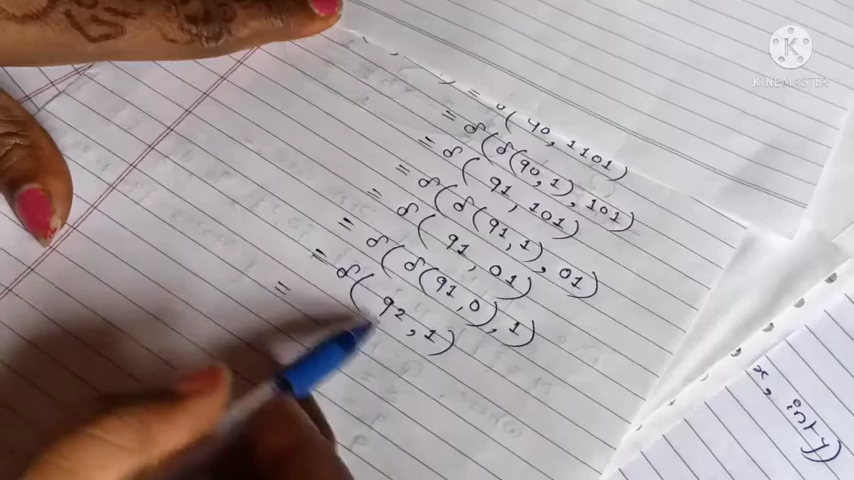 = δ(q0, 1101)
= δ(δ(q0,1), 101)
= δ(q1, 101)
= δ(δ(q1,1), 01)
= δ(q1, 01)
= δ(δ(q1,0), 1)
= δ(q2, 1)
=
KINEMASTER